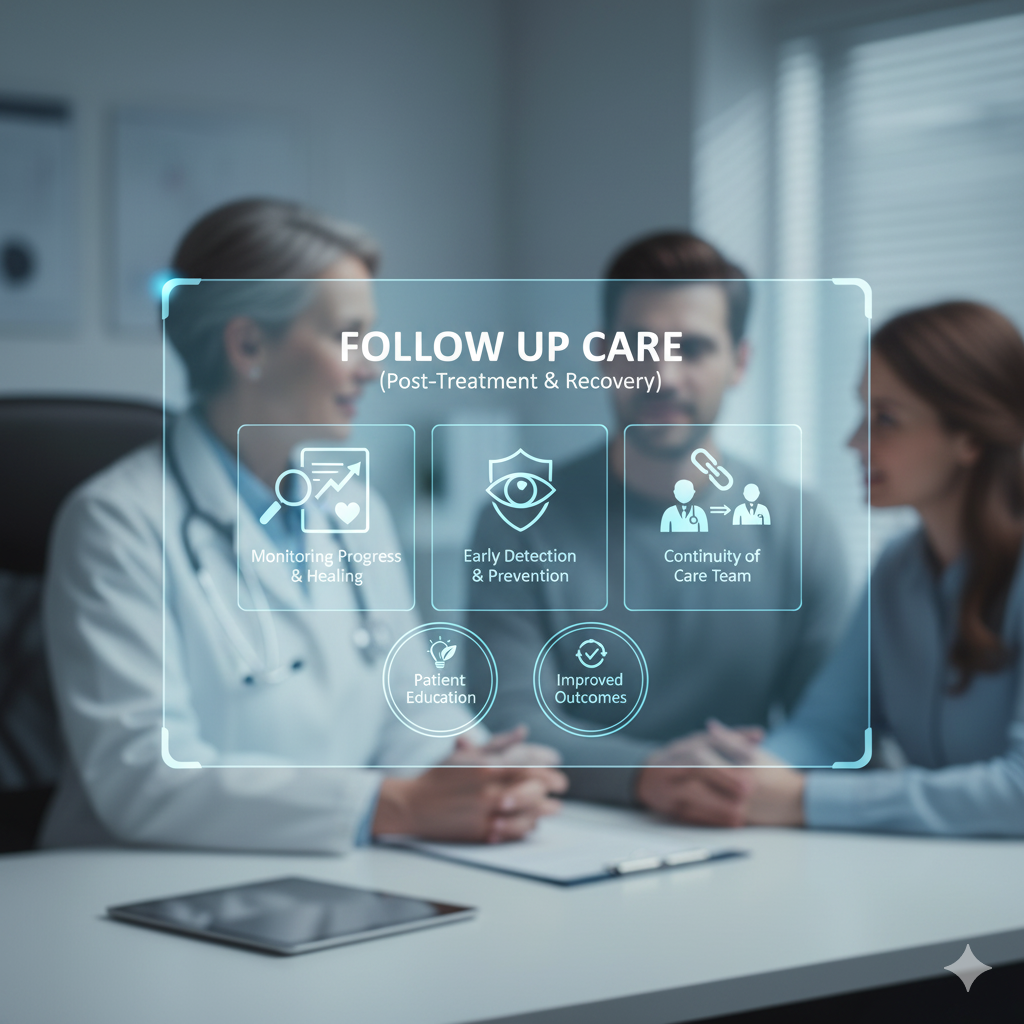 FOLLOW UP CARE
(Post-Treatment & Recovery)
Monitoring Progress
& Healing
Early Detection
& Prevention
Continuity of
Care Team
Patient
Education
Improved
Outcomes